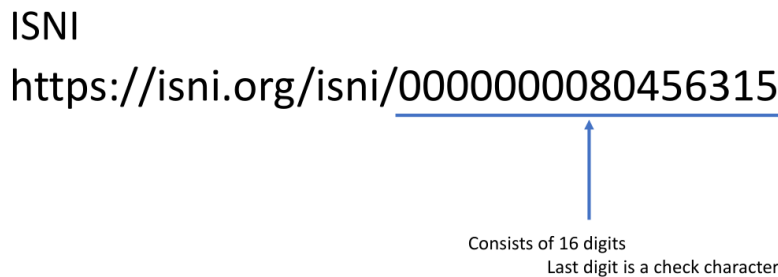 ISNI
https://isni.org/isni/0000000080456315
Consists of 16 digits
Last digit is a check character